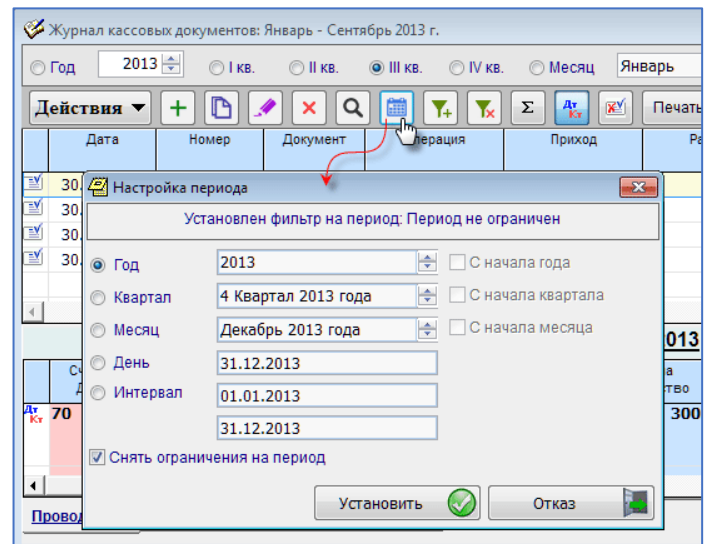 Журнал кассовых документов: Январь - Сентябрь 2013 г.
Год 2013 I кв. II кв. III кв. IV кв. Месяц Январь
Действия Σ Дт Кт Печать
Дата Номер Документ Операция Приход
30.
Настройка периода
30.
Установлен фильтр на период: Период не ограничен
30.
30.
Год 2013 С начала года
Квартал 4 Квартал 2013 года С начала квартала
Месяц Декабрь 2013 года С начала месяца
013
День 31.12.2013
Интервал 01.01.2013
Дт Кт 70 300
31.12.2013
Снять ограничения на период
Установить Отказ
Провод